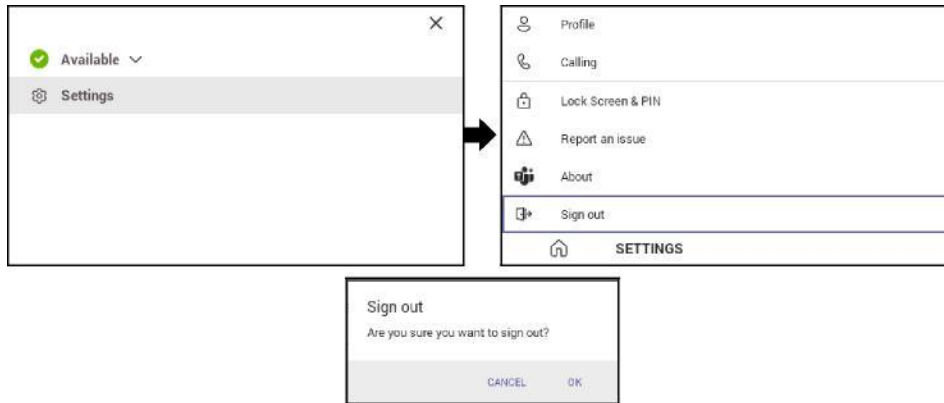 Available
Settings
Profile
Calling
Lock Screen & PIN
Report an issue
About
Sign out
SETTINGS
Sign out
Are you sure you want to sign out?
CANCEL OK